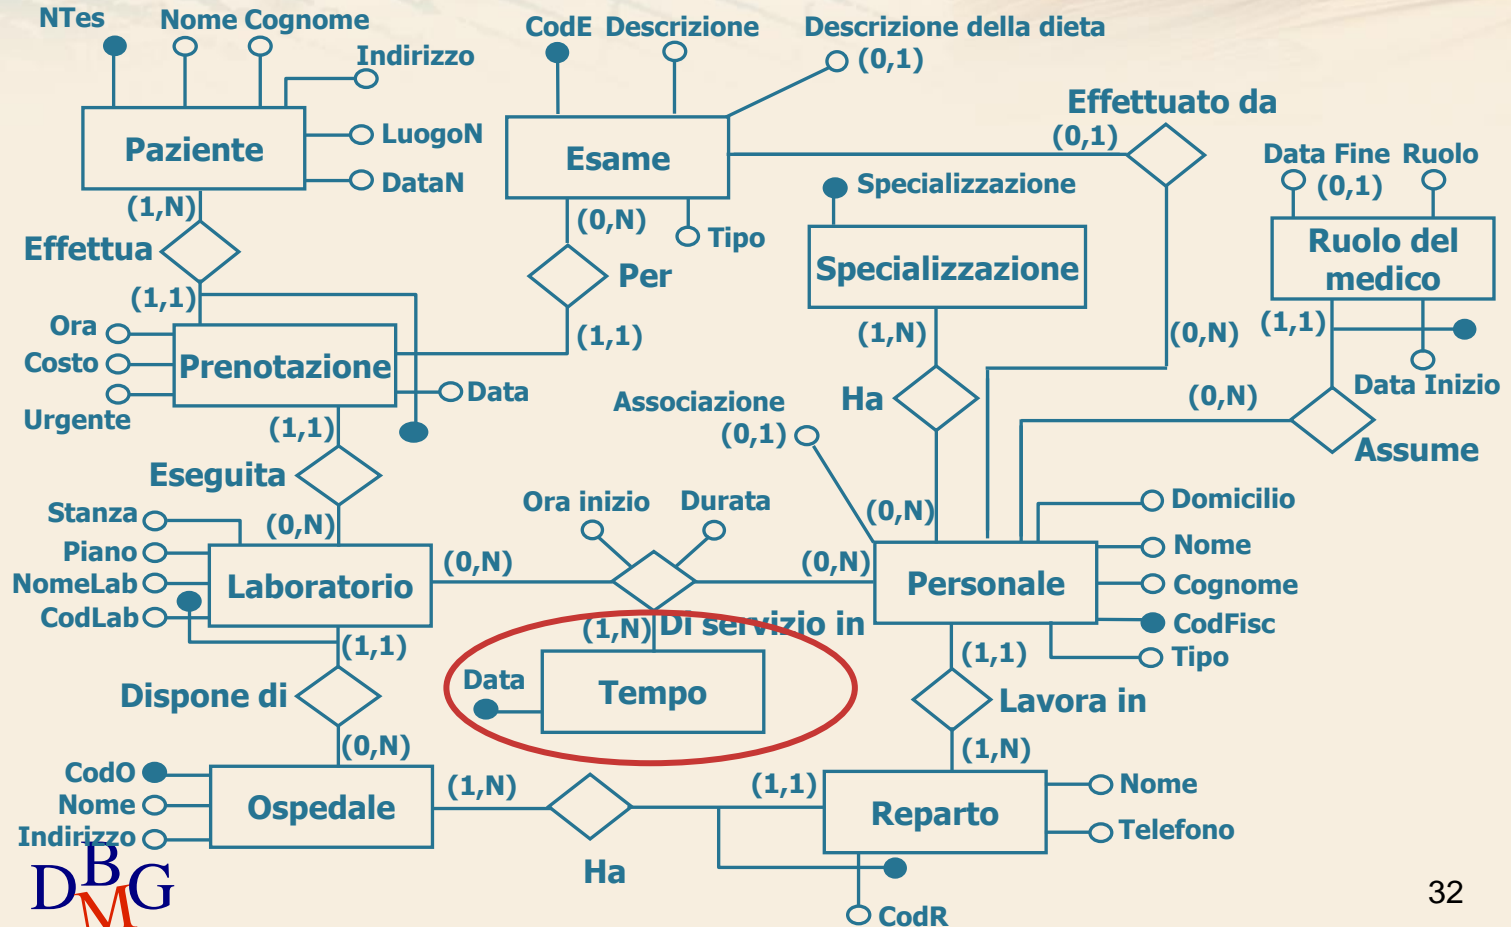 NTes
Nome Cognome
CodE Descrizione
Descrizione della dieta
(0,1)
Indirizzo
Effettuato da
(0,1)
Paziente
LuogoN
DataN
Esame
Data Fine Ruolo
(0,1)
Specializzazione
(1,N)
(0,N)
Tipo
Effettua
Per
Specializzazione
Ruolo del
medico
(1,1)
(1,1)
(1,N)
(0,N)
(1,1)
Ora
Costo
Urgente
Prenotazione
Data
Data Inizio
Associazione
(0,1)
Ha
(0,N)
(1,1)
Assume
Eseguita
Stanza
(0,N)
Ora inizio
Durata
(0,N)
Domicilio
Piano
NomeLab
CodLab
Laboratorio
(0,N)
(0,N)
Personale
Nome
Cognome
CodFisc
Tipo
(1,N)
Di servizio in
(1,1)
(1,1)
Dispone di
Data
Tempo
Lavora in
(0,N)
(1,N)
CodO
Nome
Indirizzo
Ospedale
(1,N)
(1,1)
Reparto
Nome
Telefono
Ha
CodR
DBMG
32